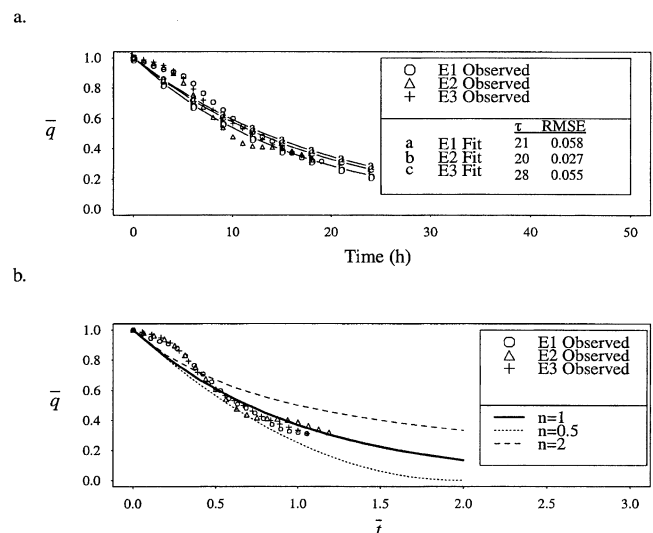 a.
1.0
0.8
0.6
0.4
0.2
0.0
q̅
0
10
20
30
40
50
Time (h)
E1 Observed
E2 Observed
E3 Observed
τ RMSE
a E1 Fit 21 0.058
b E2 Fit 20 0.027
c E3 Fit 28 0.055
b.
1.0
0.8
0.6
0.4
0.2
0.0
q̅
0.0
0.5
1.0
1.5
2.0
2.5
3.0
t̅
E1 Observed
E2 Observed
E3 Observed
n=1
n=0.5
n=2